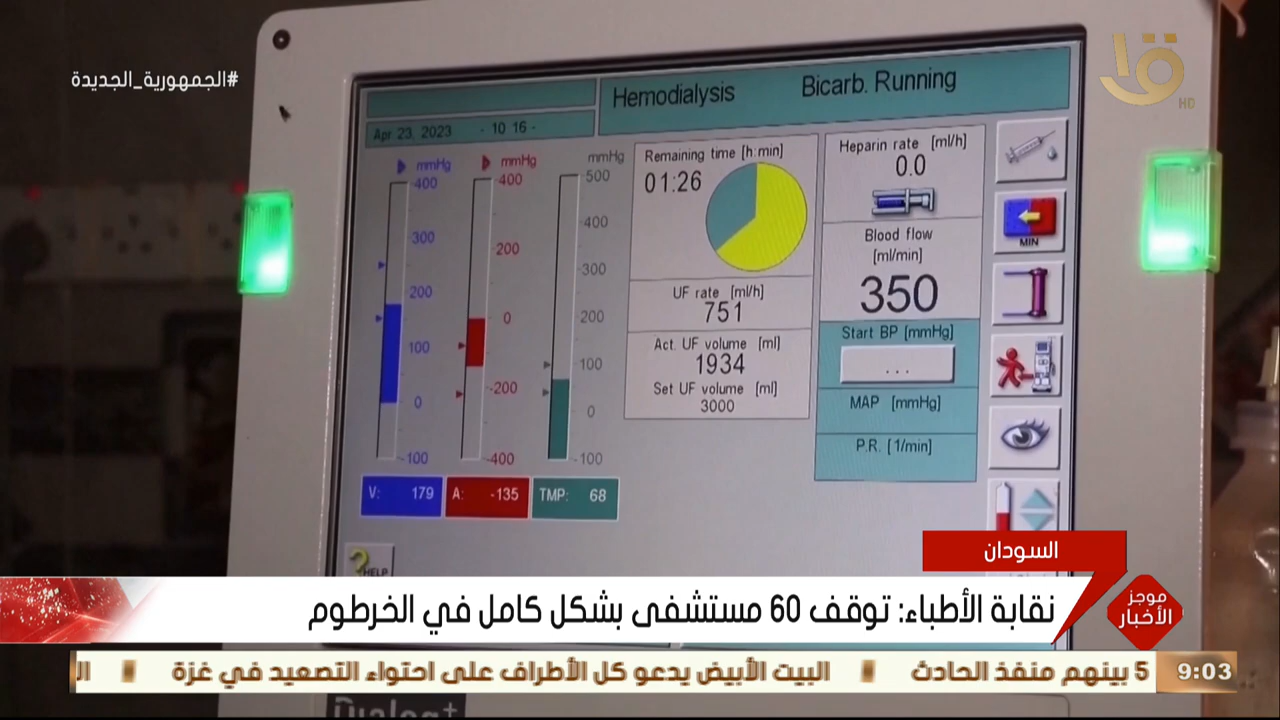 #الجمهورية_الجديدة
HD
Hemodialysis
Bicarb. Running
Apr 23, 2023 - 10 16 -
mmHg
400
300
200
100
0
-100
mmHg
400
200
0
-200
-400
mmHg
500
400
300
200
100
0
-100
V: 179
A: -135
TMP: 68
Remaining time [h:min]
01:26
UF rate [ml/h]
751
Act. UF volume [ml]
1934
Set UF volume [ml]
3000
Heparin rate [ml/h]
0.0
Blood flow
[ml/min]
350
Start BP [mmHg]
...
MAP [mmHg]
P.R. [1/min]
MIN
HELP
السودان
موجز
الأخبار
نقابة الأطباء: توقف 60 مستشفى بشكل كامل في الخرطوم
9:03
5 بينهم منفذ الحادث البيت الأبيض يدعو كل الأطراف على احتواء التصعيد في غزة
Dialog+